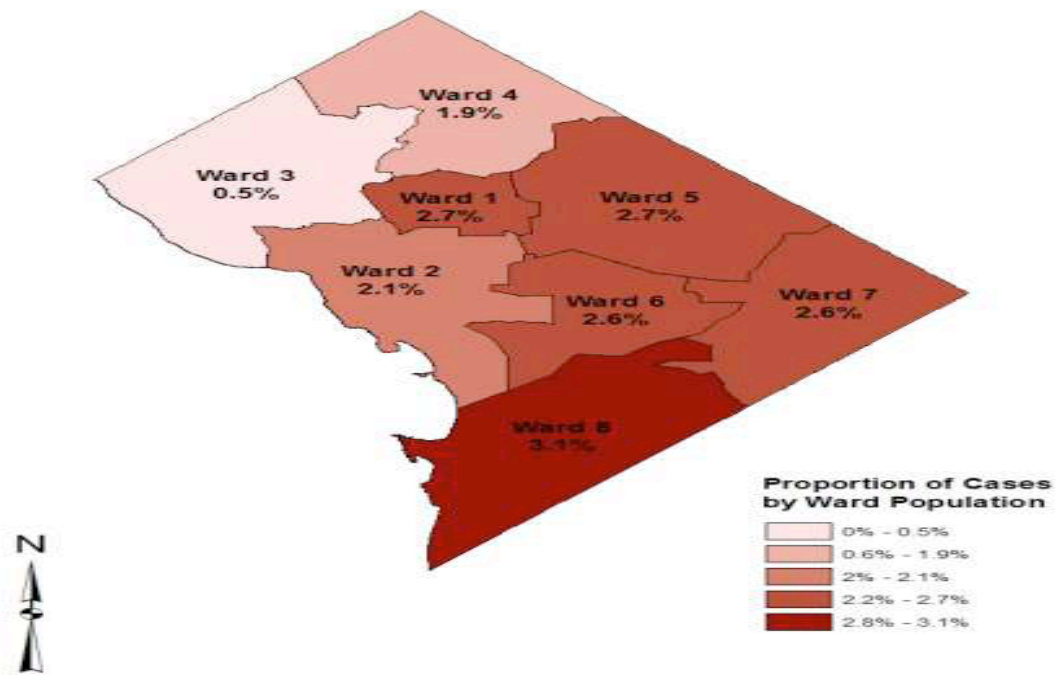 Ward 4
1.9%
Ward 3
0.5%
Ward 1
2.7%
Ward 5
2.7%
Ward 2
2.1%
Ward 6
2.6%
Ward 7
2.6%
Ward 8
3.1%
Proportion of Cases
by Ward Population
0% - 0.5%
0.6% - 1.9%
2% - 2.1%
2.2% - 2.7%
2.8% - 3.1%
N